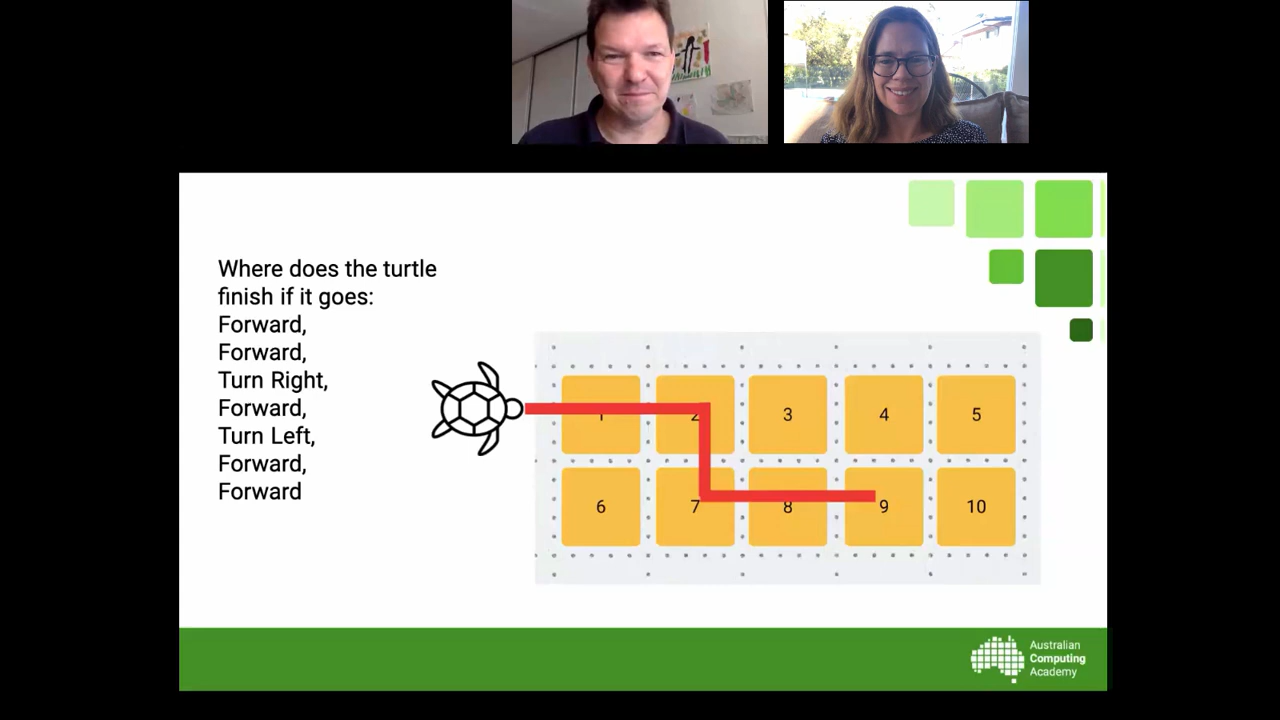 Where does the turtle
finish if it goes:
Forward,
Forward,
Turn Right,
Forward,
Turn Left,
Forward,
Forward
1 2 3 4 5
6 7 8 9 10
Australian
Computing
Academy